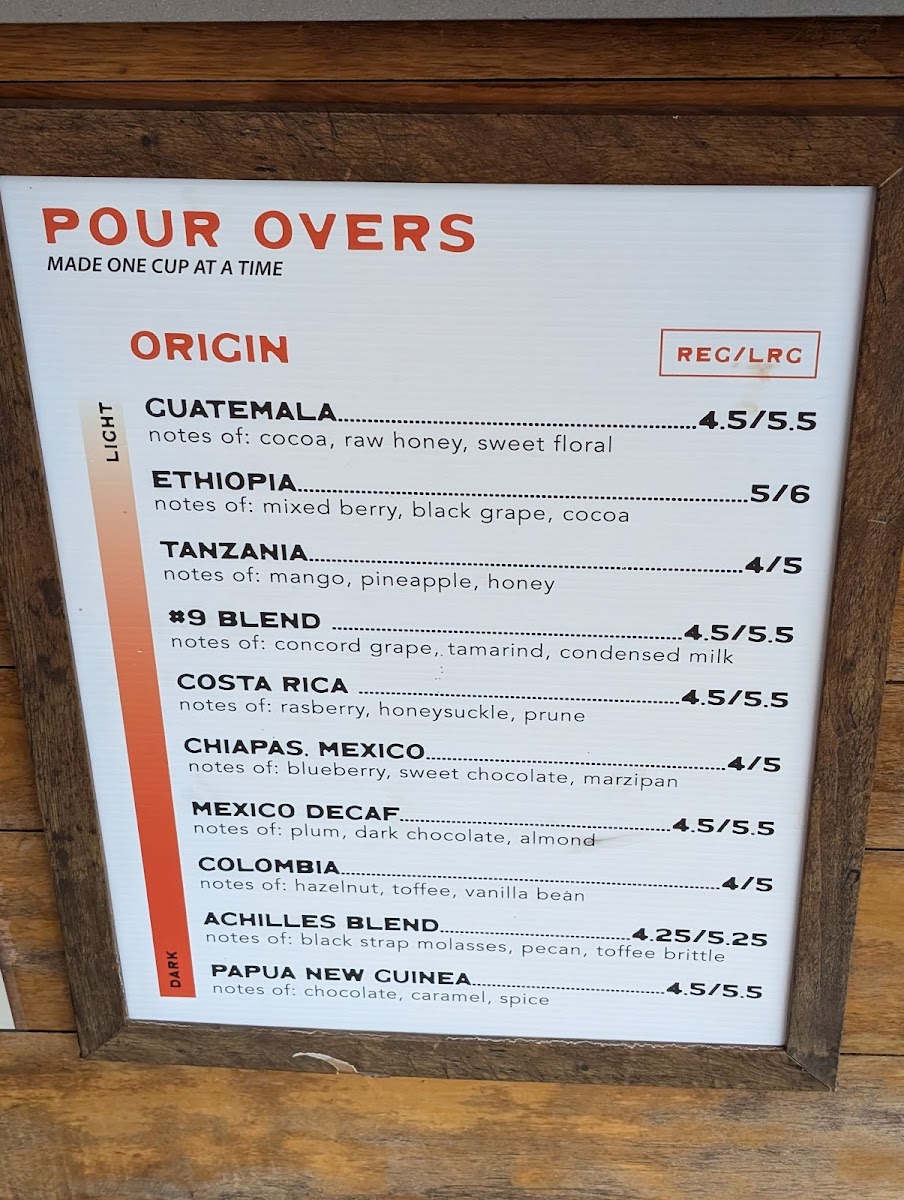 POUR OVERS
MADE ONE CUP AT A TIME
ORIGIN
REG/LRG
LIGHT
GUATEMALA........4.5/5.5
notes of: cocoa, raw honey, sweet floral
ETHIOPIA........5/6
notes of: mixed berry, black grape, cocoa
TANZANIA........4/5
notes of: mango, pineapple, honey
#9 BLEND ........4.5/5.5
notes of: concord grape, tamarind, condensed milk
COSTA RICA ........4.5/5.5
notes of: rasberry, honeysuckle, prune
CHIAPAS. MEXICO........4/5
notes of: blueberry, sweet chocolate, marzipan
MEXICO DECAF........4.5/5.5
notes of: plum, dark chocolate, almond
COLOMBIA........4/5
notes of: hazelnut, toffee, vanilla bean
ACHILLES BLEND........4.25/5.25
notes of: black strap molasses, pecan, toffee brittle
DARK
PAPUA NEW GUINEA........4.5/5.5
notes of: chocolate, caramel, spice